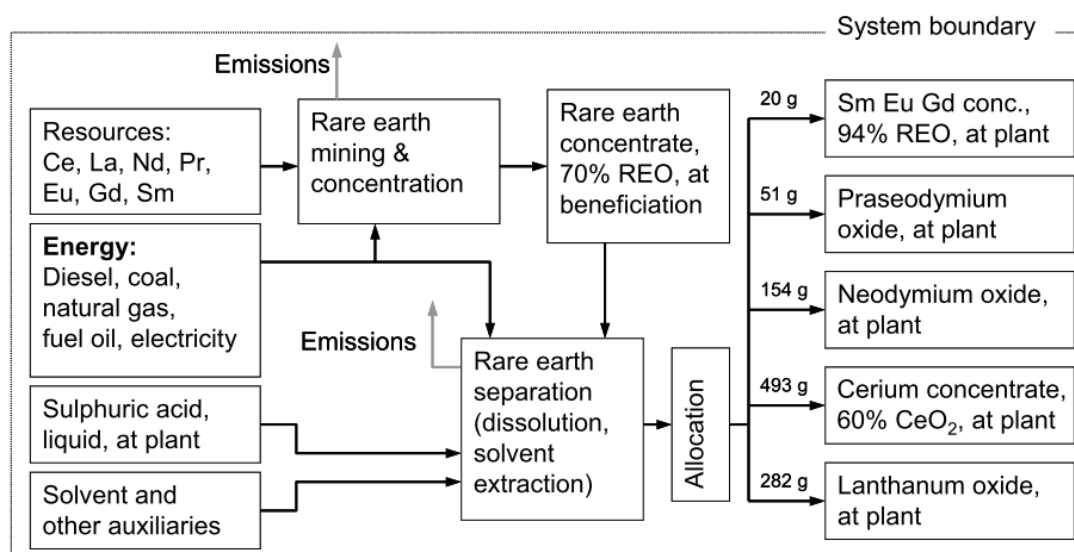 System boundary
Emissions
Resources:
Ce, La, Nd, Pr,
Eu, Gd, Sm
Rare earth
mining &
concentration
Rare earth
concentrate,
70% REO, at
beneficiation
20 g
Sm Eu Gd conc.,
94% REO, at plant
51 g
Praseodymium
oxide, at plant
Energy:
Diesel, coal,
natural gas,
fuel oil, electricity
154 g
Neodymium oxide,
at plant
Emissions
Rare earth
separation
(dissolution,
solvent
extraction)
Allocation
493 g
Cerium concentrate,
60% CeO₂, at plant
Sulphuric acid,
liquid, at plant
Solvent and
other auxiliaries
282 g
Lanthanum oxide,
at plant